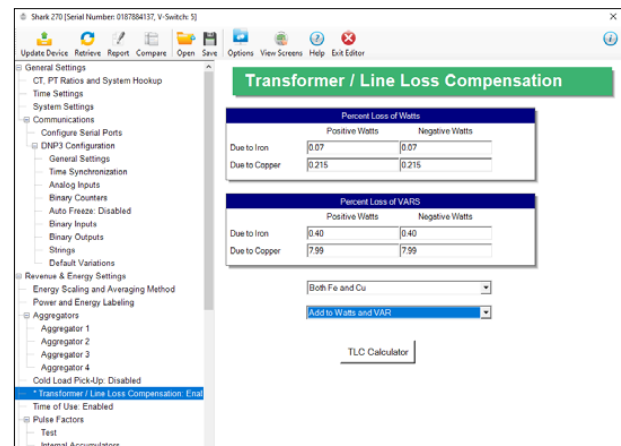 Shark 270 [Serial Number: 0187884137, V-Switch: 5]
Update Device Retrieve Report Compare Open Save Options View Screens Help Exit Editor
General Settings
CT, PT Ratios and System Hookup
Time Settings
System Settings
Communications
Configure Serial Ports
DNP3 Configuration
General Settings
Time Synchronization
Analog Inputs
Binary Counters
Auto Freeze: Disabled
Binary Inputs
Binary Outputs
Strings
Default Variations
Revenue & Energy Settings
Energy Scaling and Averaging Method
Power and Energy Labeling
Aggregators
Aggregator 1
Aggregator 2
Aggregator 3
Aggregator 4
Cold Load Pick-Up: Disabled
* Transformer / Line Loss Compensation: Enal
Time of Use: Enabled
Pulse Factors
Test
Internal Accumulators
Transformer / Line Loss Compensation
Percent Loss of Watts
Positive Watts Negative Watts
Due to Iron 0.07 0.07
Due to Copper 0.215 0.215
Percent Loss of VARS
Positive Watts Negative Watts
Due to Iron 0.40 0.40
Due to Copper 7.99 7.99
Both Fe and Cu
Add to Watts and VAR
TLC Calculator